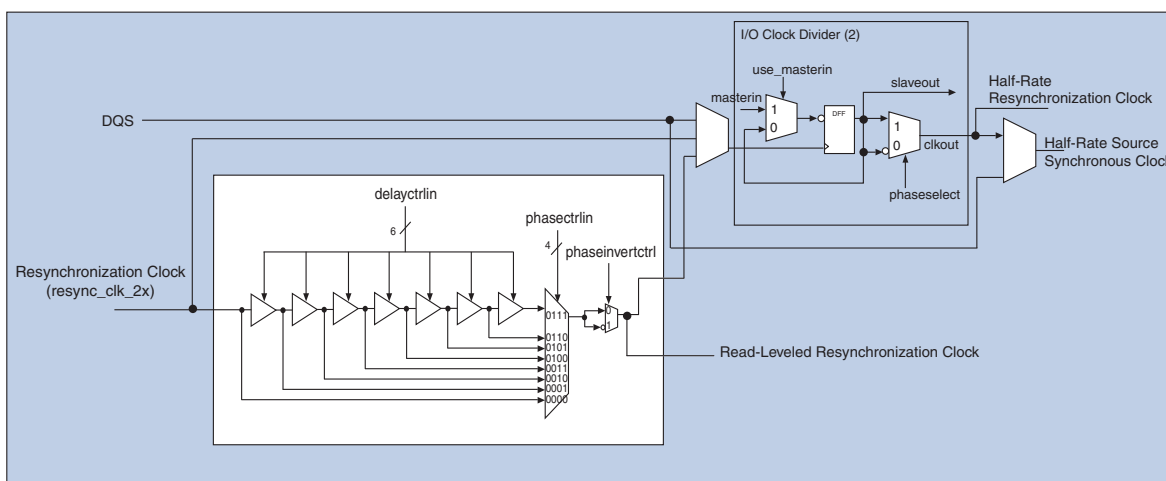 I/O Clock Divider (2)
use_masterin
masterin
1
0
DFF
slaveout
1
0
clkout
phaseselect
Half-Rate
Resynchronization Clock
Half-Rate Source
Synchronous Clock
DQS
delayctrlin
6
phasectrlin
4
phaseinvertctrl
0
1
0111
0110
0101
0100
0011
0010
0001
0000
Resynchronization Clock
(resync_clk_2x)
Read-Leveled Resynchronization Clock